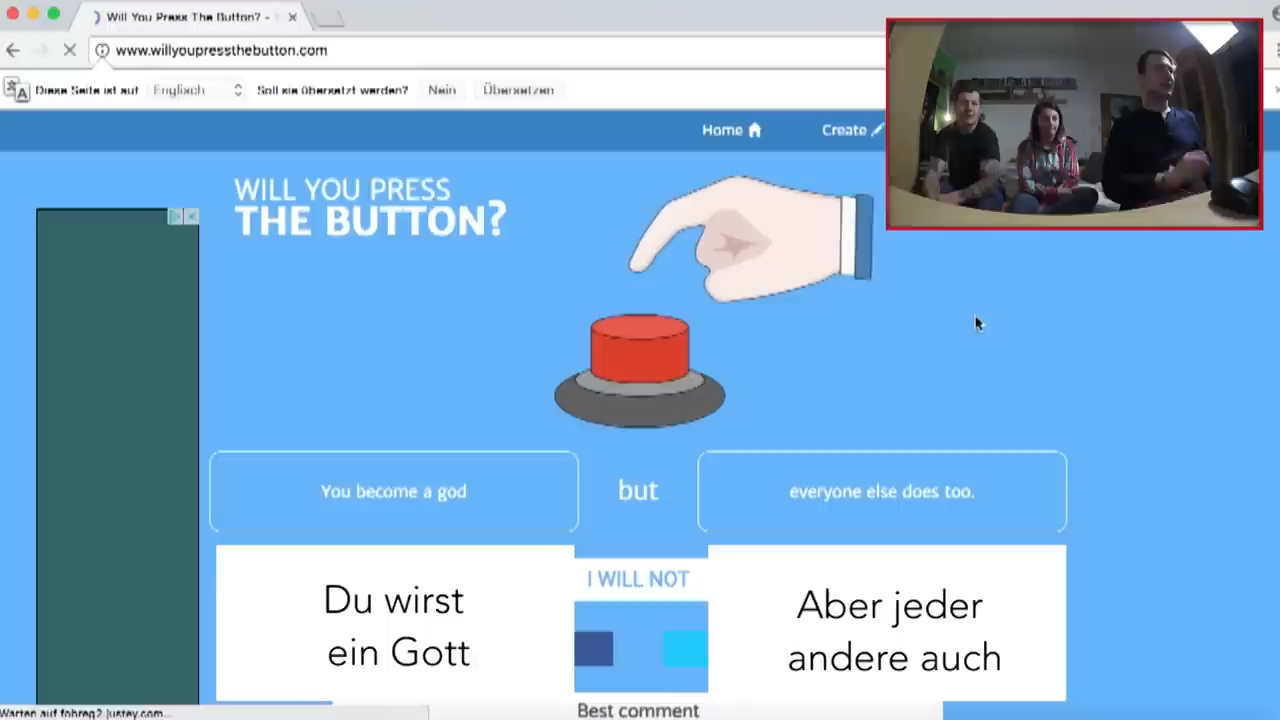 Will You Press The Button? -
www.willyoupressthebutton.com
Diese Seite ist auf Englisch Soll sie übersetzt werden? Nein Übersetzen
Home Create
WILL YOU PRESS
THE BUTTON?
You become a god but everyone else does too.
I WILL NOT
Du wirst
ein Gott
Aber jeder
andere auch
Best comment
Warten auf